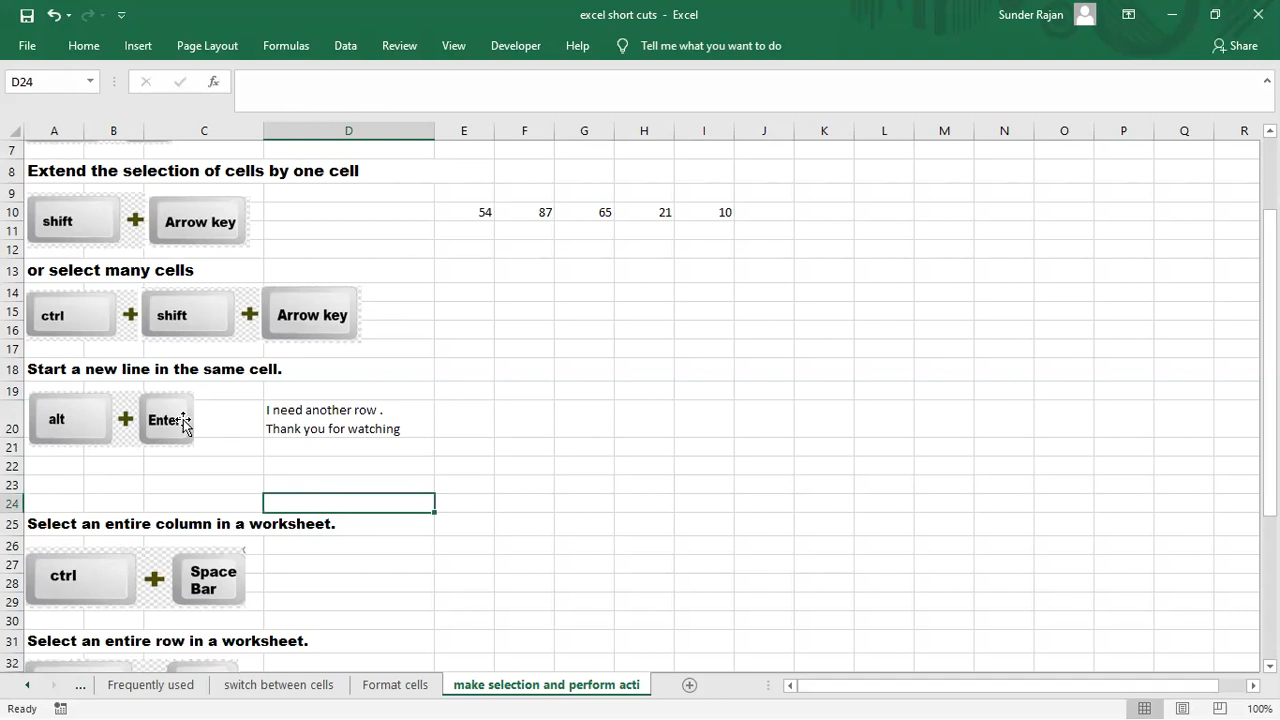 excel short cuts - Excel
Sunder Rajan
File Home Insert Page Layout Formulas Data Review View Developer Help Tell me what you want to do Share
D24 fx
A B C D E F G H I J K L M N O P Q R
7
8 Extend the selection of cells by one cell
9
shift + Arrow key
10 54 87 65 21 10
11
12
13 or select many cells
14
ctrl + shift + Arrow key
15
16
17
18 Start a new line in the same cell.
19
alt + Enter
20 I need another row .
Thank you for watching
21
22
23
24
25 Select an entire column in a worksheet.
26
ctrl + Space Bar
27
28
29
30
31 Select an entire row in a worksheet.
32
... Frequently used switch between cells Format cells make selection and perform acti
Ready 100%